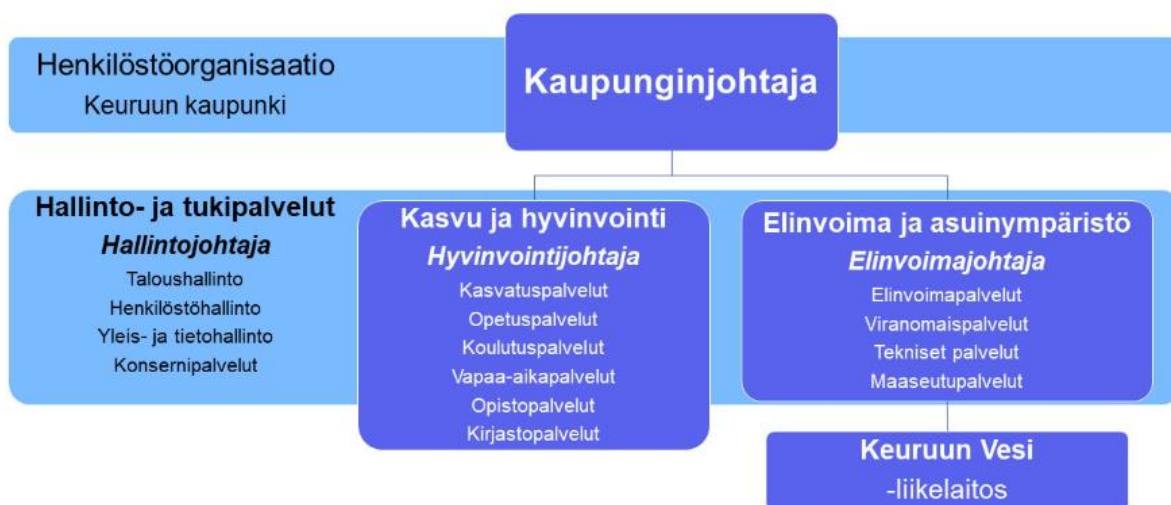 Henkilöstöorganisaatio
Keuruun kaupunki
Kaupunginjohtaja
Hallinto- ja tukipalvelut
Hallintojohtaja
Taloushallinto
Henkilöstöhallinto
Yleis- ja tietohallinto
Konsernipalvelut
Kasvu ja hyvinvointi
Hyvinvointijohtaja
Kasvatuspalvelut
Opetuspalvelut
Koulutuspalvelut
Vapaa-aikapalvelut
Opistopalvelut
Kirjastopalvelut
Elinvoima ja asuinympäristö
Elinvoimajohtaja
Elinvoimapalvelut
Viranomaispalvelut
Tekniset palvelut
Maaseutupalvelut
Keuruun Vesi
-liikelaitos